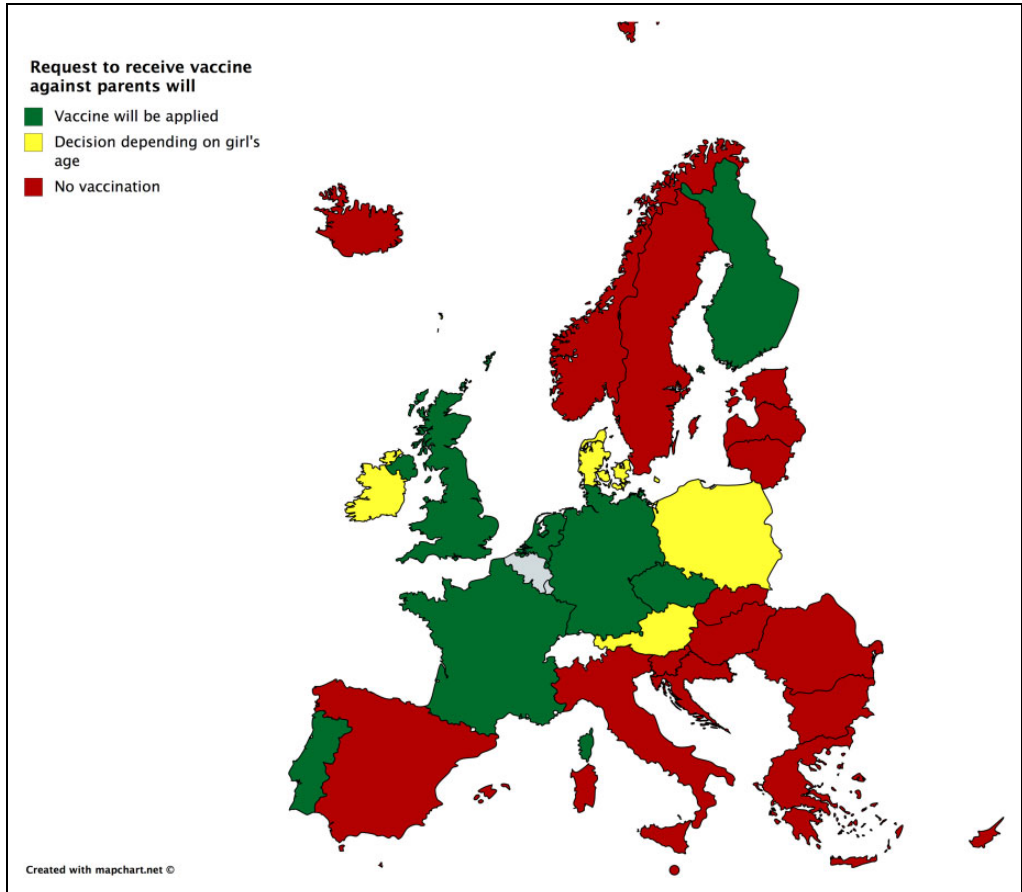 Request to receive vaccine
against parents will
Vaccine will be applied
Decision depending on girl's
age
No vaccination
Created with mapchart.net ©